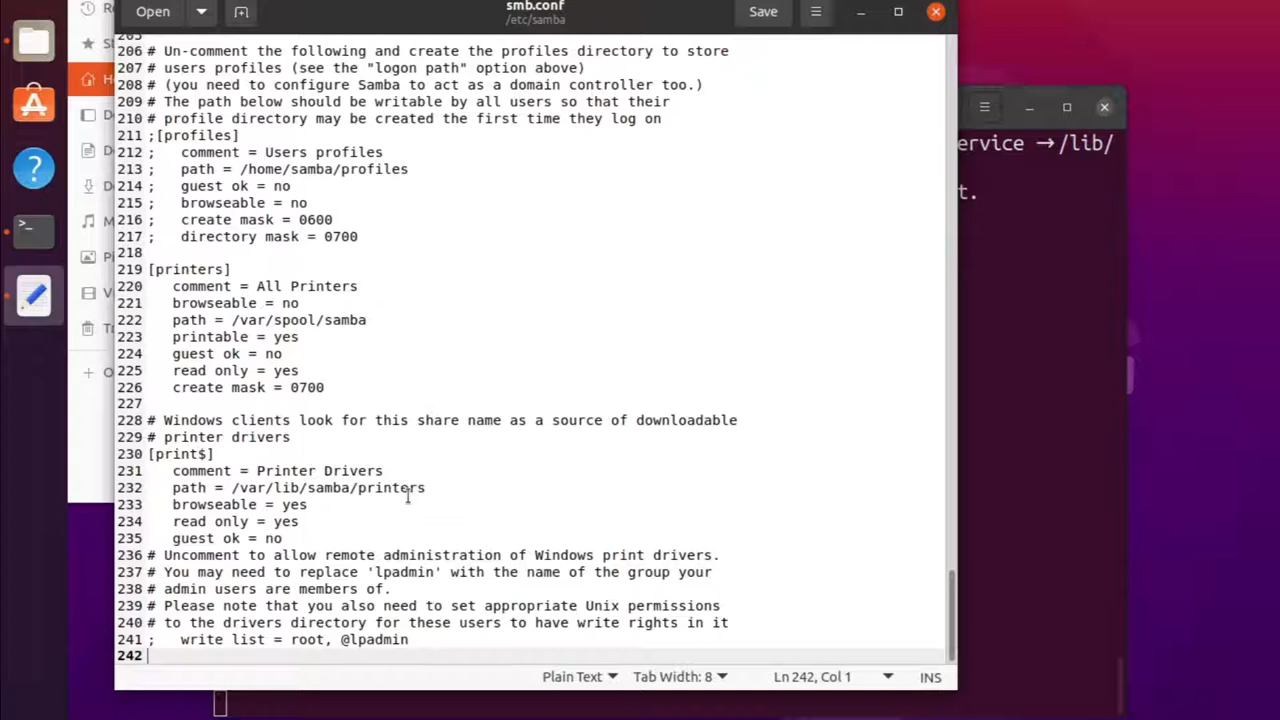 Open
smb.conf
/etc/samba
Save
205
206 # Un-comment the following and create the profiles directory to store
207 # users profiles (see the "logon path" option above)
208 # (you need to configure Samba to act as a domain controller too.)
209 # The path below should be writable by all users so that their
210 # profile directory may be created the first time they log on
211 ;[profiles]
212 ;   comment = Users profiles
213 ;   path = /home/samba/profiles
214 ;   guest ok = no
215 ;   browseable = no
216 ;   create mask = 0600
217 ;   directory mask = 0700
218
219 [printers]
220    comment = All Printers
221    browseable = no
222    path = /var/spool/samba
223    printable = yes
224    guest ok = no
225    read only = yes
226    create mask = 0700
227
228 # Windows clients look for this share name as a source of downloadable
229 # printer drivers
230 [print$]
231    comment = Printer Drivers
232    path = /var/lib/samba/printers
233    browseable = yes
234    read only = yes
235    guest ok = no
236 # Uncomment to allow remote administration of Windows print drivers.
237 # You may need to replace 'lpadmin' with the name of the group your
238 # admin users are members of.
239 # Please note that you also need to set appropriate Unix permissions
240 # to the drivers directory for these users to have write rights in it
241 ;   write list = root, @lpadmin
242
Plain Text Tab Width: 8 Ln 242, Col 1 INS
ervice →/lib/
t.